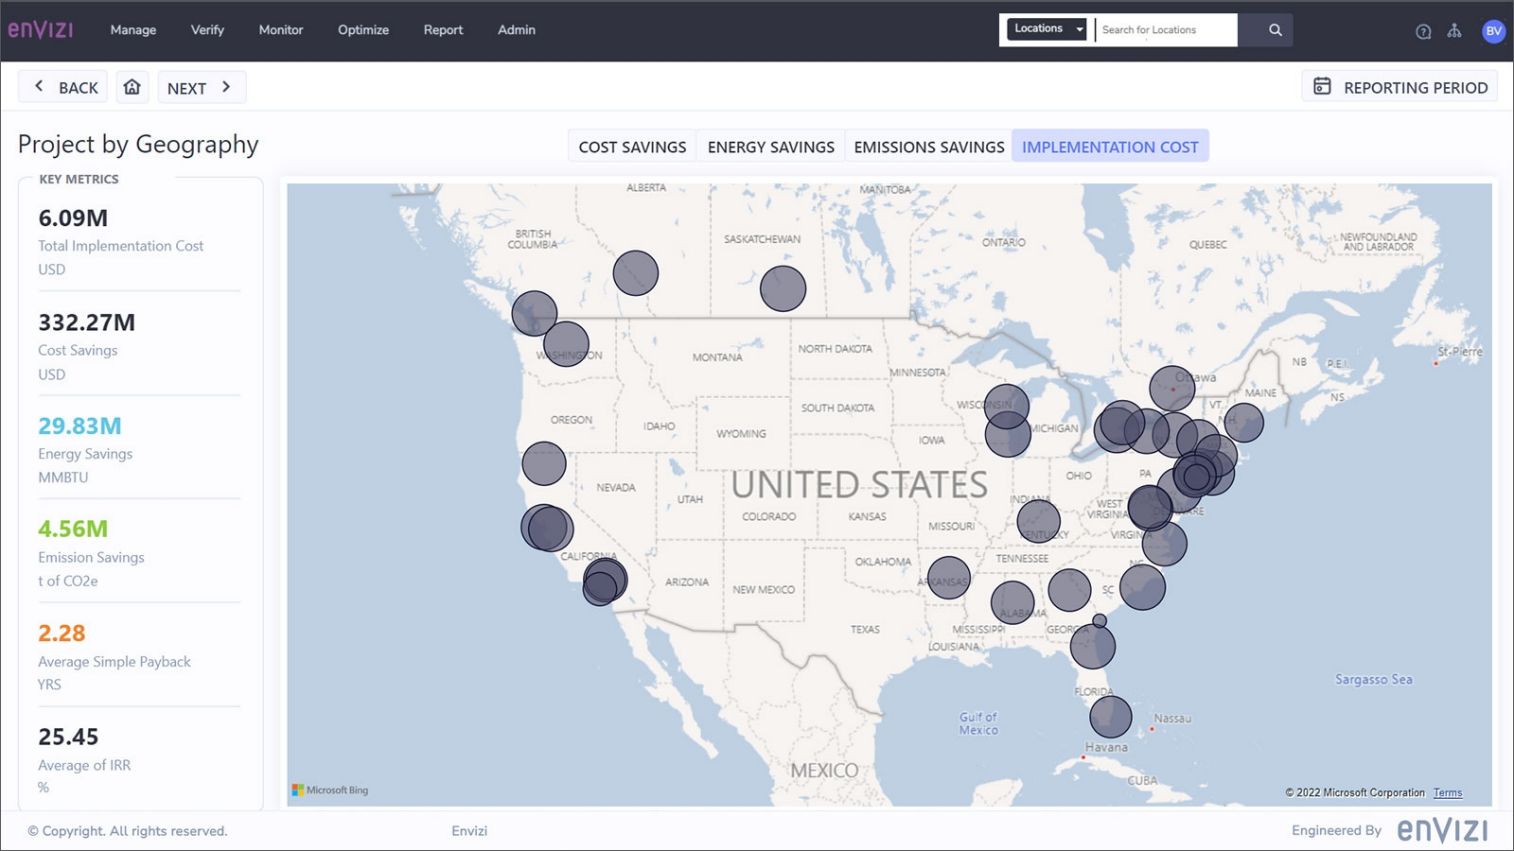 enVIZI
Manage Verify Monitor Optimize Report Admin
Locations
Search for Locations
BV
BACK
NEXT
REPORTING PERIOD
Project by Geography
COST SAVINGS ENERGY SAVINGS EMISSIONS SAVINGS IMPLEMENTATION COST
KEY METRICS
6.09M
Total Implementation Cost
USD
332.27M
Cost Savings
USD
29.83M
Energy Savings
MMBTU
4.56M
Emission Savings
t of CO2e
2.28
Average Simple Payback
YRS
25.45
Average of IRR
%
ALBERTA
MANITOBA
BRITISH
COLUMBIA
SASKATCHEWAN
ONTARIO
QUEBEC
NEWFOUNDLAND
AND LABRADOR
WASHINGTON
MONTANA
NORTH DAKOTA
MINNESOTA
St-Pierre
NB
P.E.I.
Ottawa
MAINE
NS
VT
N.H.
OREGON
IDAHO
SOUTH DAKOTA
WISCONSIN
MICHIGAN
WYOMING
IOWA
NEVADA
UTAH
UNITED STATES
OHIO
PA
INDIANA
COLORADO
KANSAS
MISSOURI
WEST
VIRGINIA
DELAWARE
KENTUCKY
VIRGINIA
CALIFORNIA
OKLAHOMA
TENNESSEE
NC
ARIZONA
NEW MEXICO
ARKANSAS
SC
ALABAMA
TEXAS
MISSISSIPPI
GEORGIA
LOUISIANA
FLORIDA
Sargasso Sea
Gulf of
Mexico
Nassau
Havana
MEXICO
CUBA
Microsoft Bing
© 2022 Microsoft Corporation Terms
© Copyright. All rights reserved.
Envizi
Engineered By enVIZI